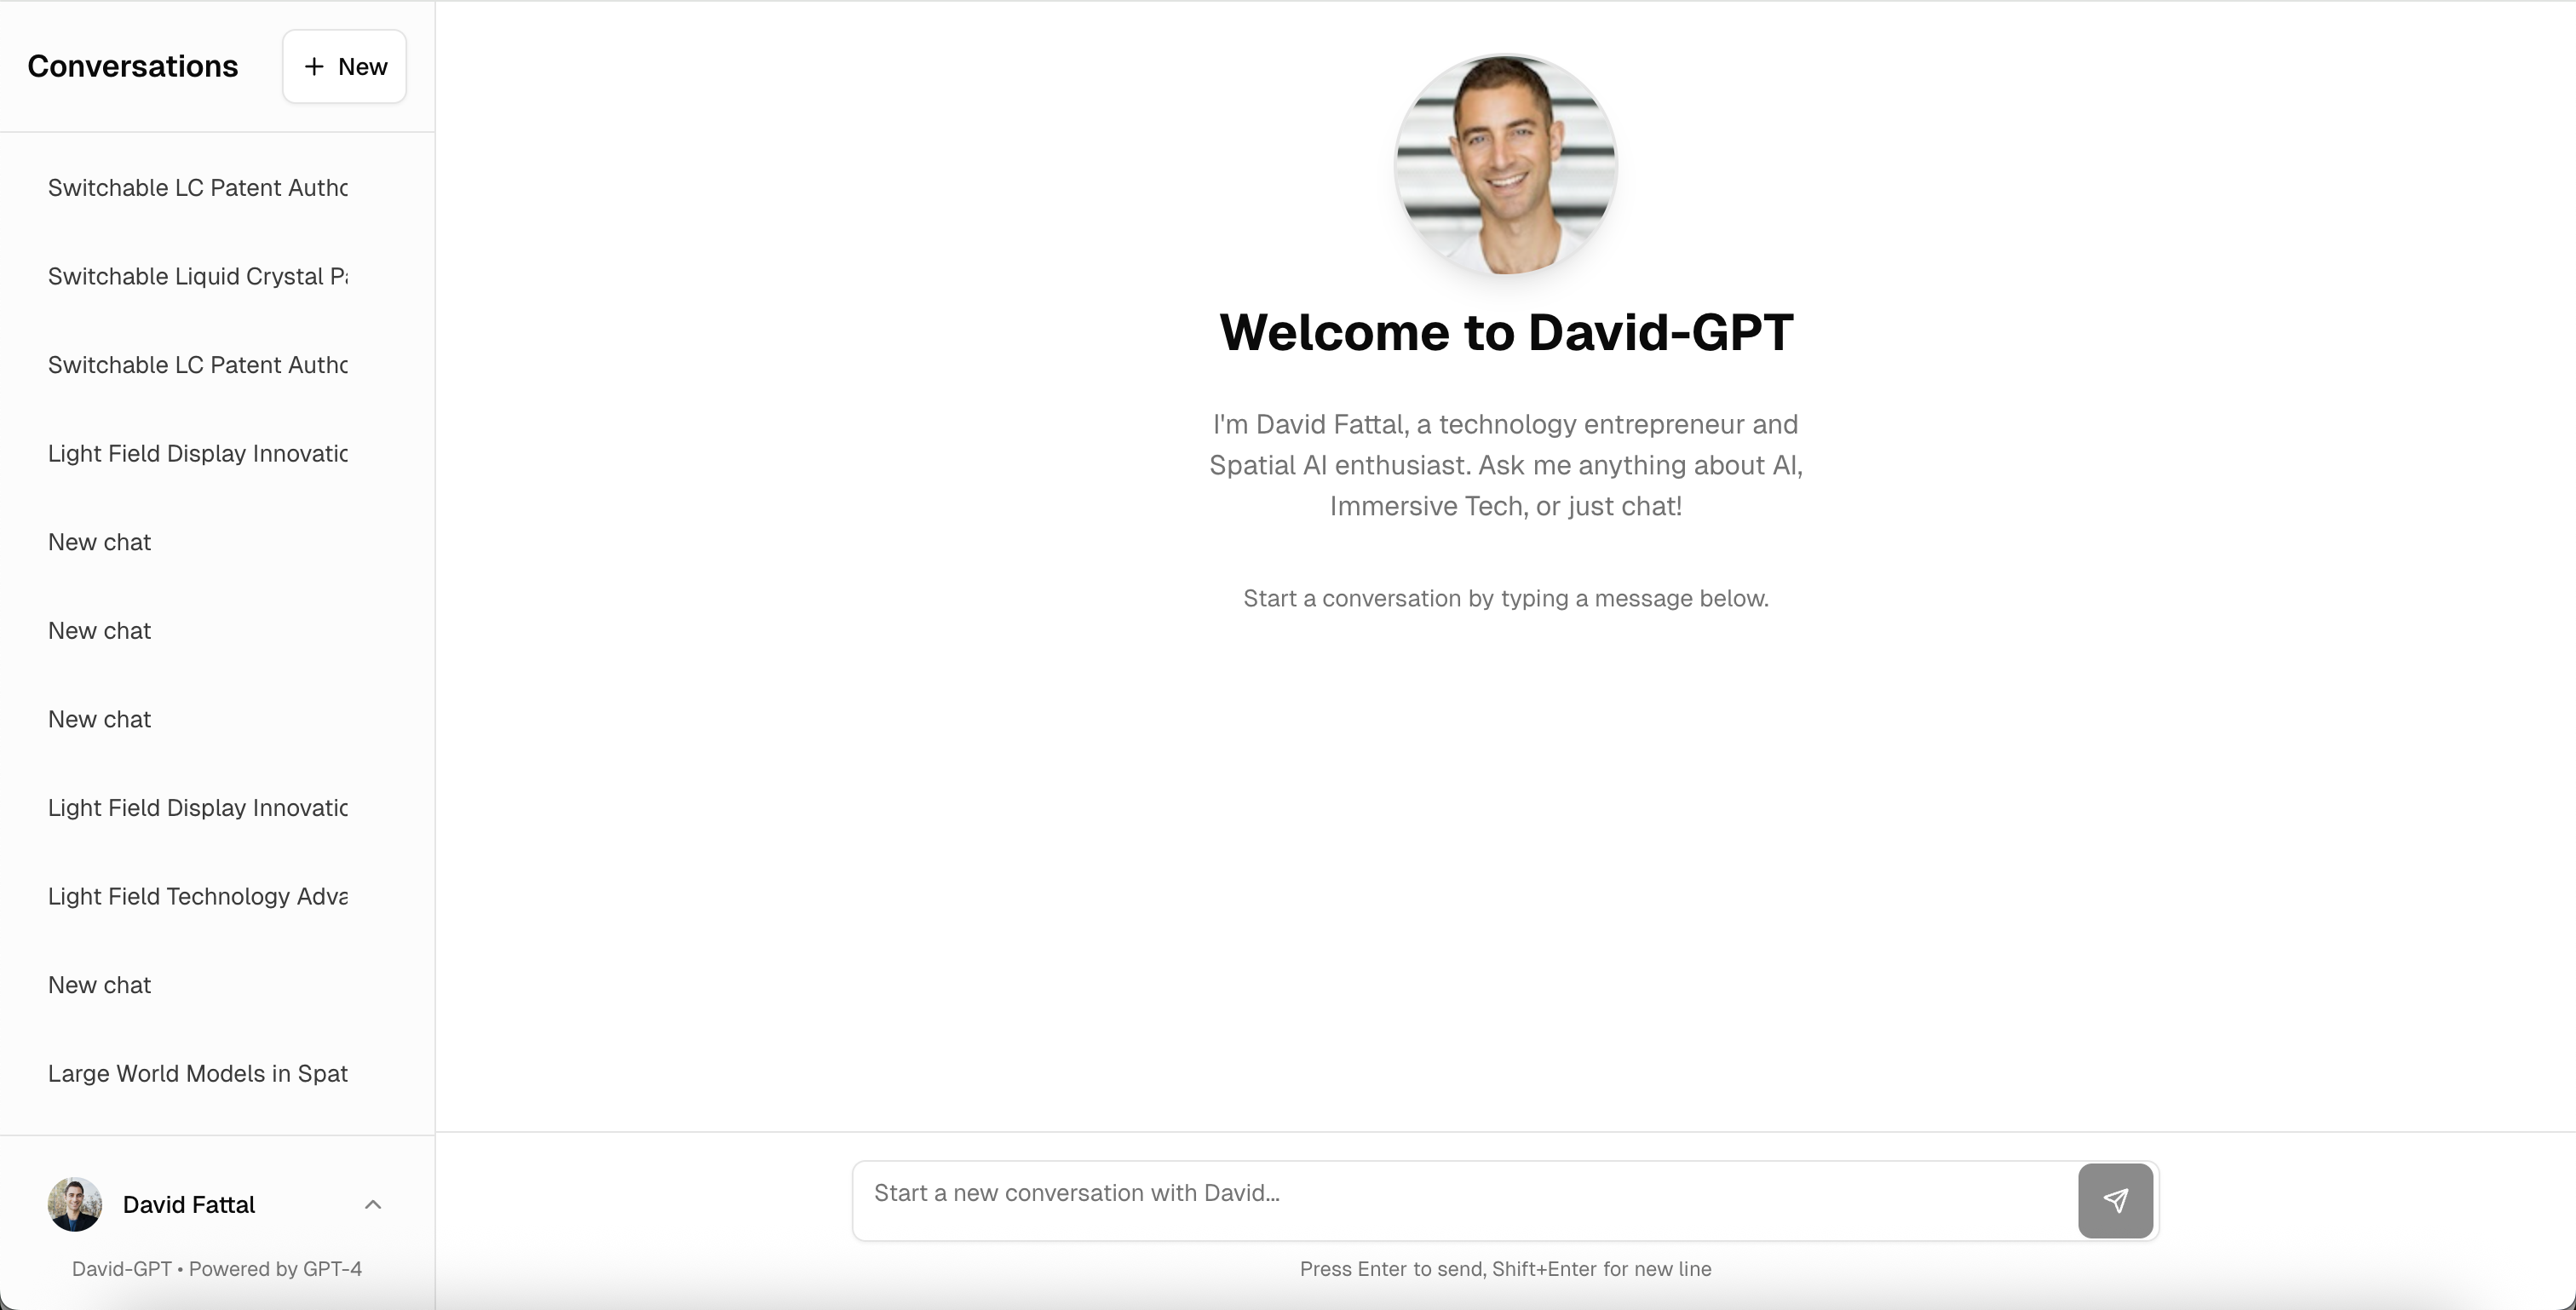 Conversations
+ New
Switchable LC Patent Autho
Switchable Liquid Crystal Pa
Switchable LC Patent Autho
Light Field Display Innovatio
New chat
New chat
New chat
Light Field Display Innovatio
Light Field Technology Adva
New chat
Large World Models in Spat
David Fattal
David-GPT • Powered by GPT-4
Welcome to David-GPT
I'm David Fattal, a technology entrepreneur and
Spatial AI enthusiast. Ask me anything about AI,
Immersive Tech, or just chat!
Start a conversation by typing a message below.
Start a new conversation with David...
Press Enter to send, Shift+Enter for new line